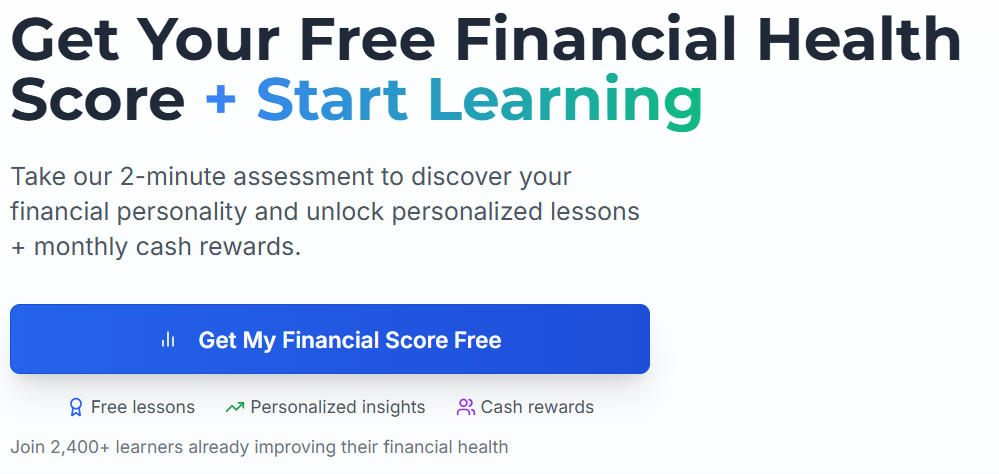 Get Your Free Financial Health
Score + Start Learning
Take our 2-minute assessment to discover your
financial personality and unlock personalized lessons
+ monthly cash rewards.
Get My Financial Score Free
Free lessons Personalized insights Cash rewards
Join 2,400+ learners already improving their financial health